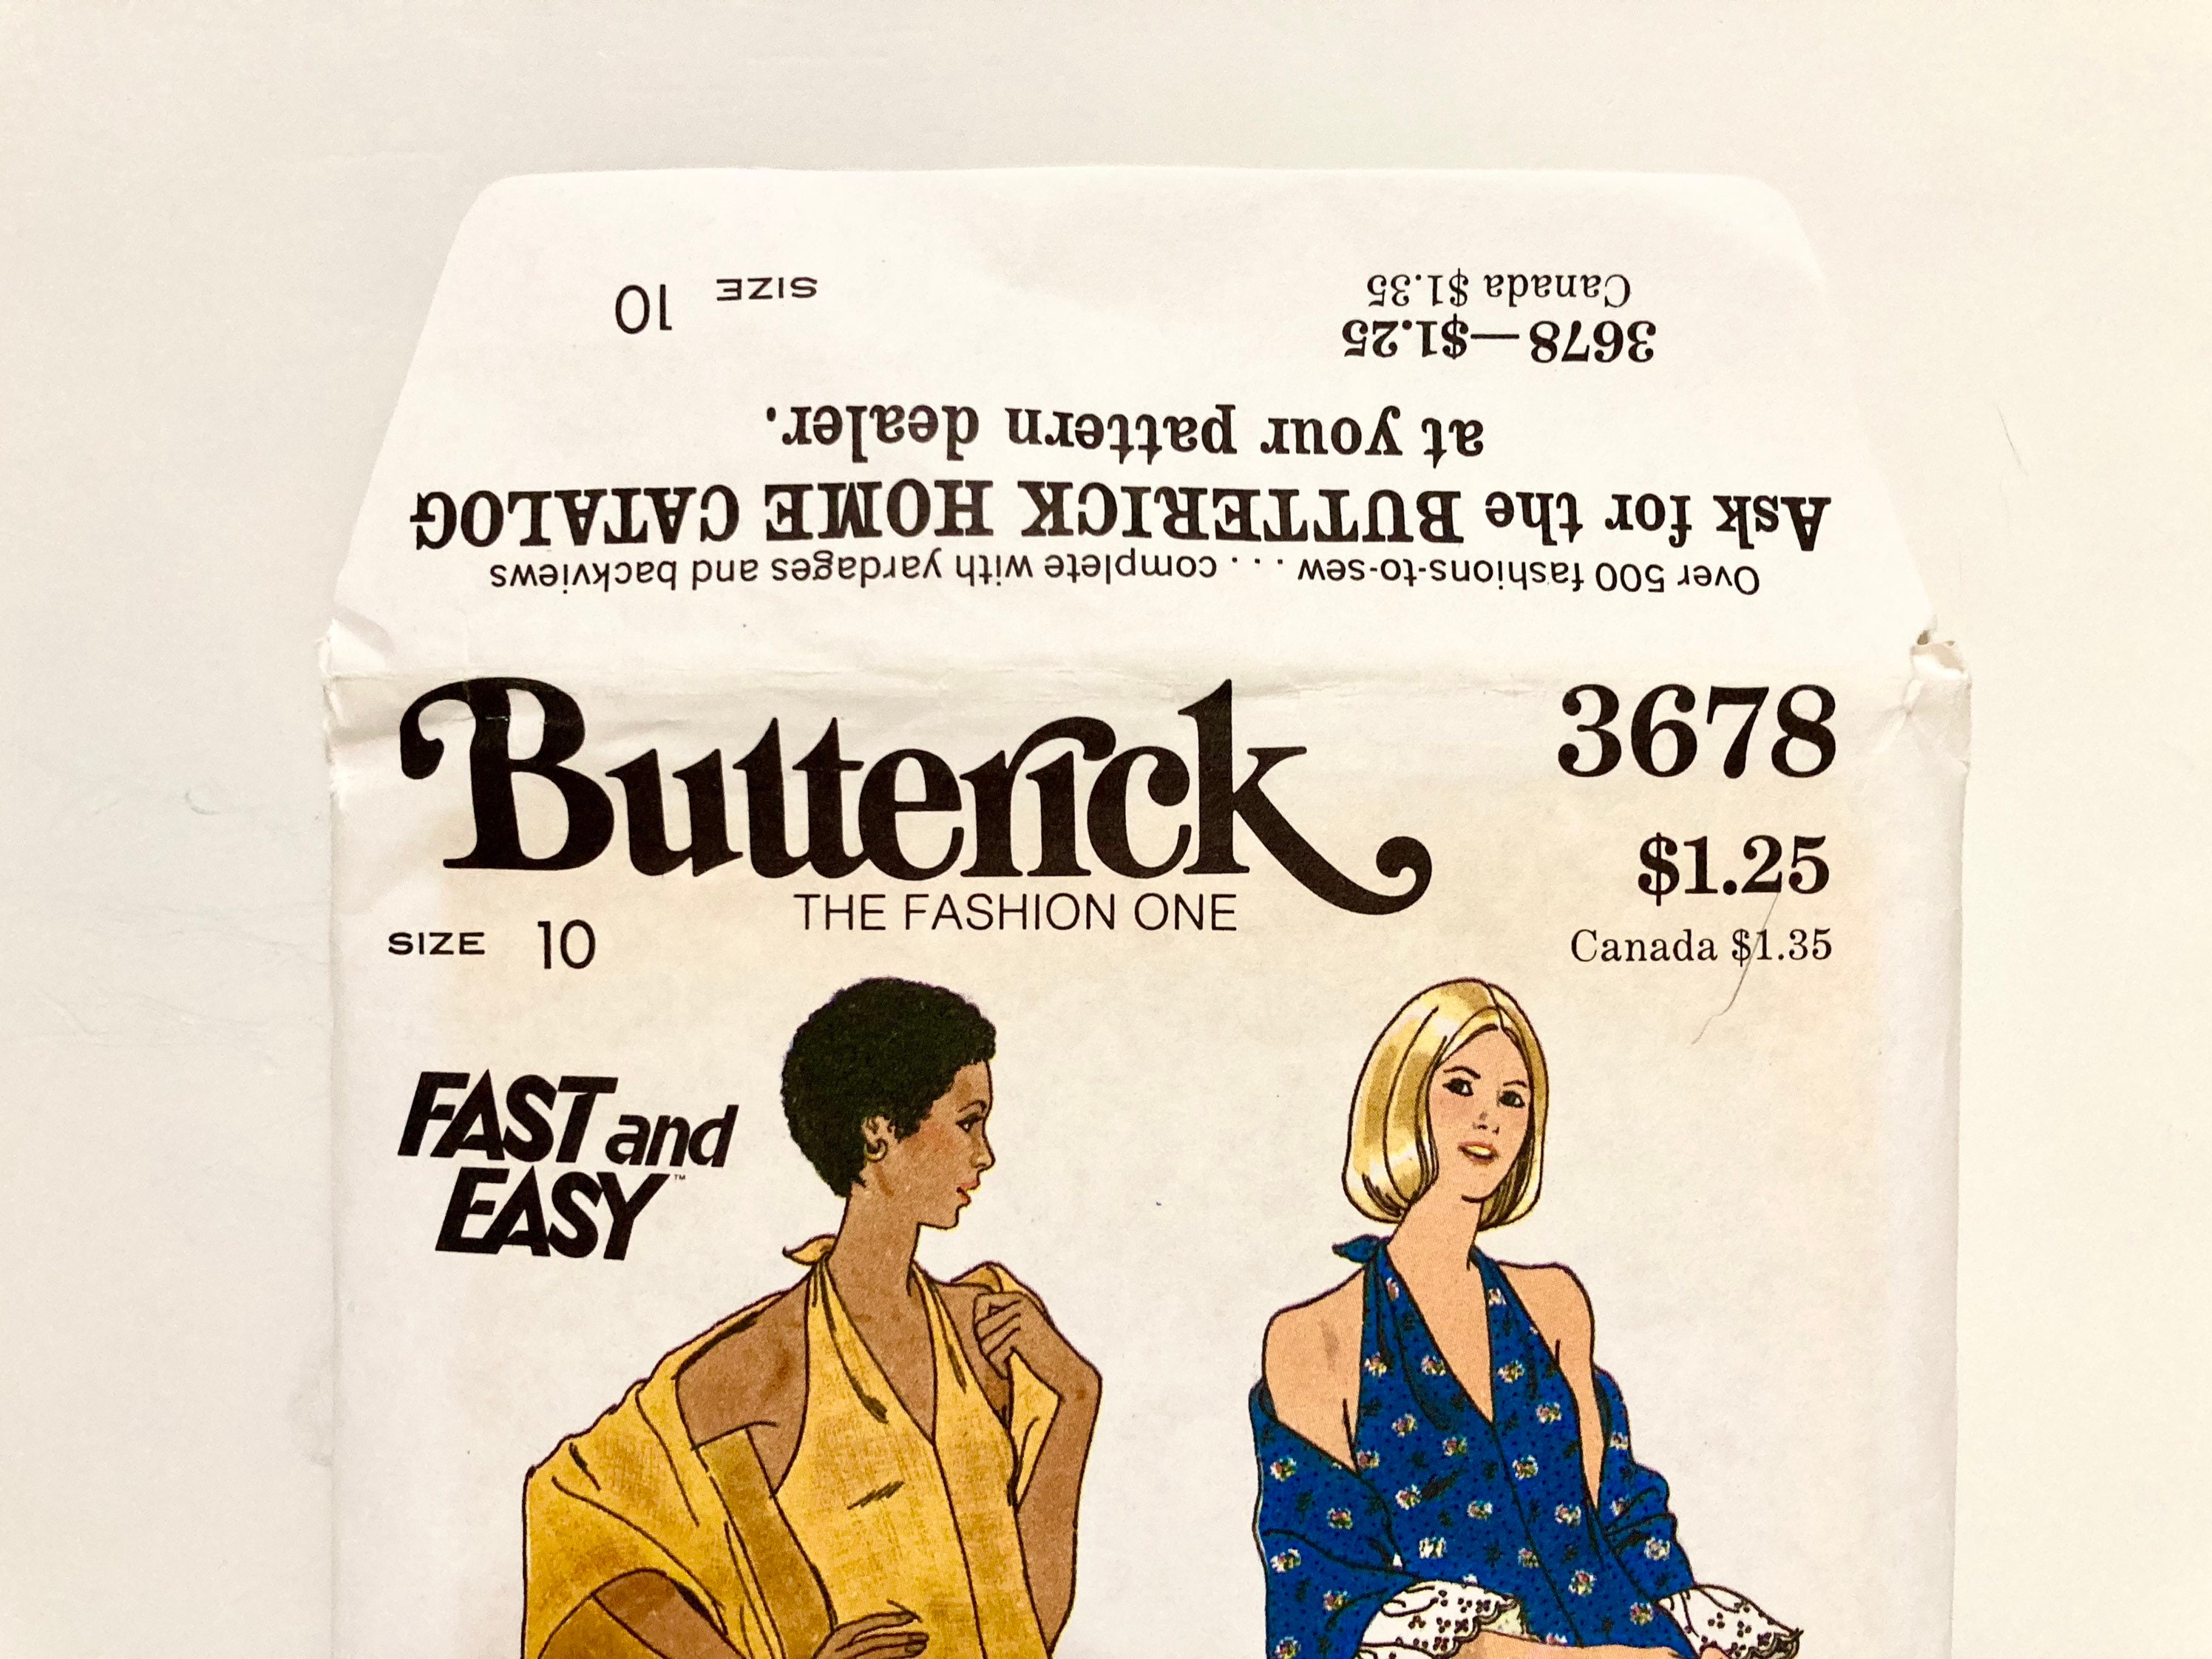 Over 500 fashions-to-sew . . . complete with yardages and backviews
Ask for the BUTTERICK HOME CATALOG
at your pattern dealer.
3678—$1.25
Canada $1.35
SIZE 10
Butterick
THE FASHION ONE
3678
$1.25
Canada $1.35
SIZE 10
FAST and
EASY™